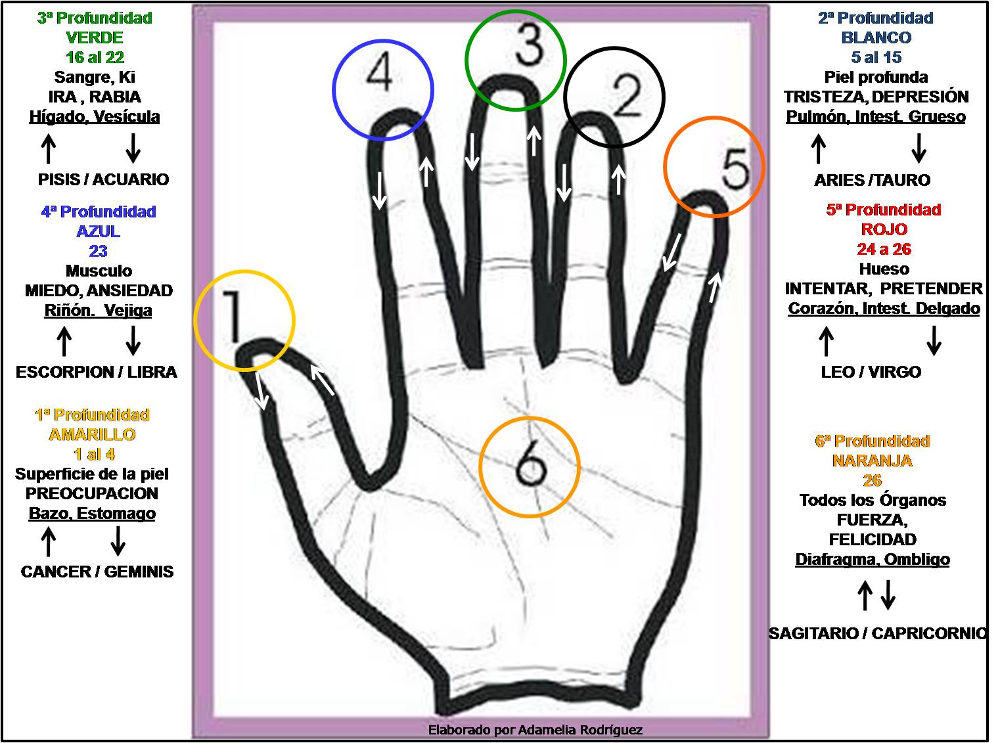 3ª Profundidad
VERDE
16 al 22
Sangre, Ki
IRA , RABIA
Hígado, Vesícula
PISIS / ACUARIO
4ª Profundidad
AZUL
23
Musculo
MIEDO, ANSIEDAD
Riñón. Vejiga
ESCORPION / LIBRA
1ª Profundidad
AMARILLO
1 al 4
Superficie de la piel
PREOCUPACION
Bazo, Estomago
CANCER / GEMINIS
3
4
2
5
1
6
Elaborado por Adamelia Rodríguez
2ª Profundidad
BLANCO
5 al 15
Piel profunda
TRISTEZA, DEPRESIÓN
Pulmón, Intest. Grueso
ARIES /TAURO
5ª Profundidad
ROJO
24 a 26
Hueso
INTENTAR, PRETENDER
Corazón, Intest. Delgado
LEO / VIRGO
6ª Profundidad
NARANJA
26
Todos los Órganos
FUERZA,
FELICIDAD
Diafragma, Ombligo
SAGITARIO / CAPRICORNIO